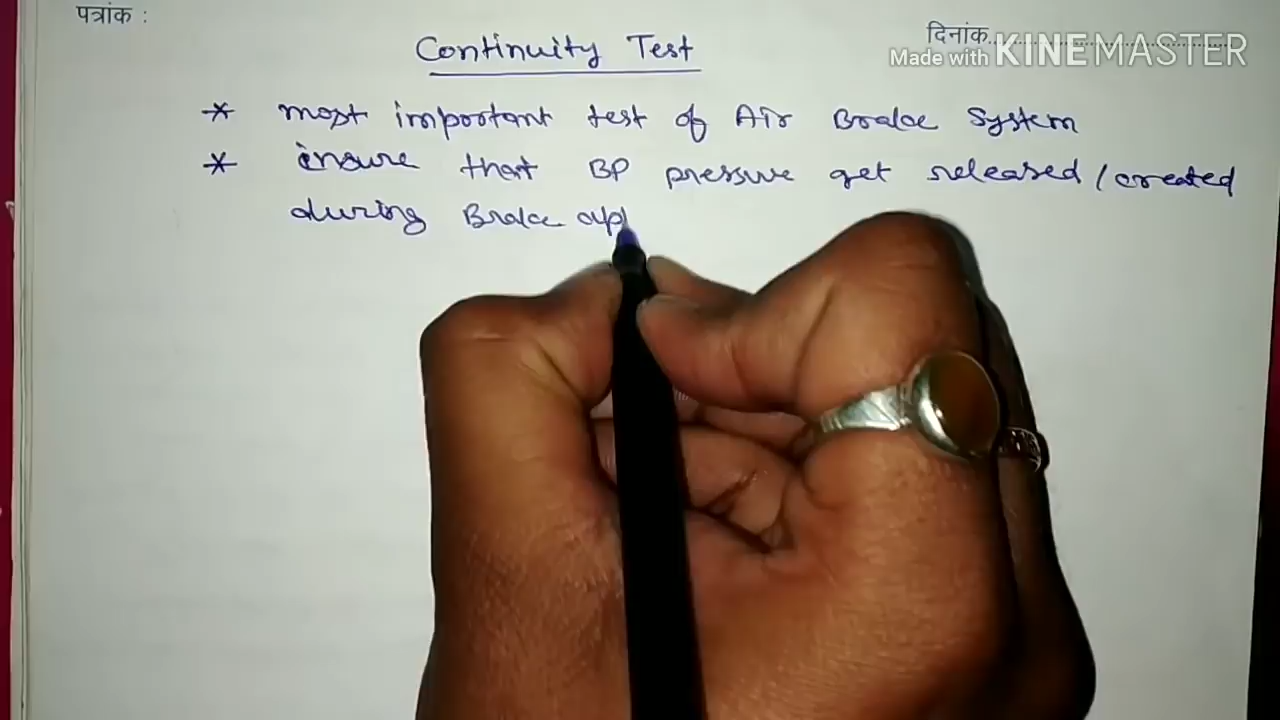 पत्रांक :
दिनांक
Made with KINEMASTER
Continuity Test
* most important test of Air Brake System
* ensure that BP pressure get released / created
during Brake app